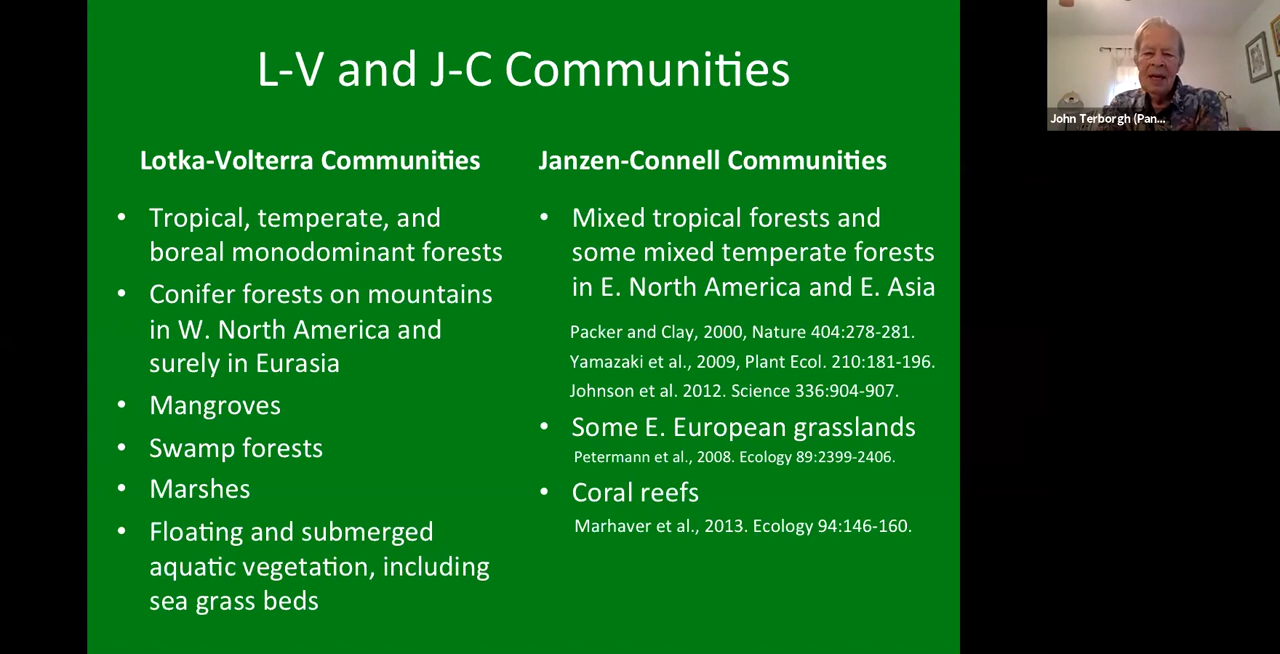 L-V and J-C Communities
Lotka-Volterra Communities
Tropical, temperate, and
boreal monodominant forests
Conifer forests on mountains
in W. North America and
surely in Eurasia
Mangroves
Swamp forests
Marshes
Floating and submerged
aquatic vegetation, including
sea grass beds
Janzen-Connell Communities
Mixed tropical forests and
some mixed temperate forests
in E. North America and E. Asia
Packer and Clay, 2000, Nature 404:278-281.
Yamazaki et al., 2009, Plant Ecol. 210:181-196.
Johnson et al. 2012. Science 336:904-907.
Some E. European grasslands
Petermann et al., 2008. Ecology 89:2399-2406.
Coral reefs
Marhaver et al., 2013. Ecology 94:146-160.
John Terborgh (Pan...